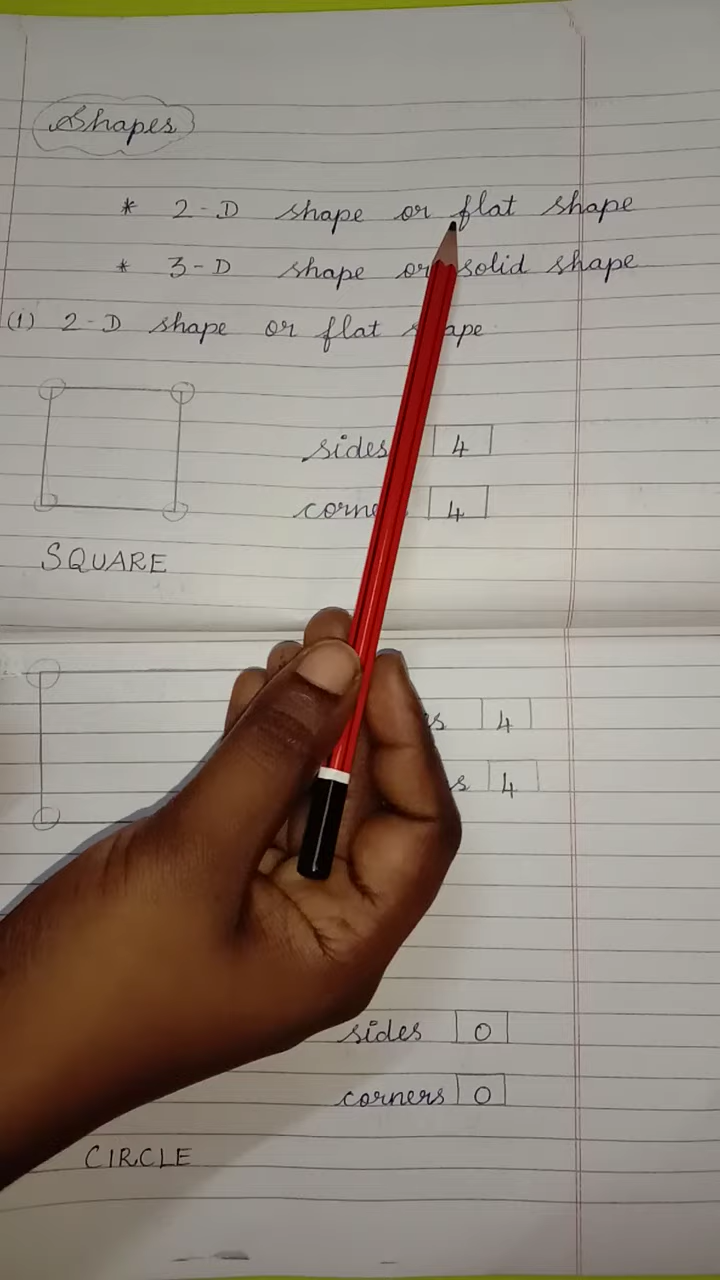 Shapes
* 2-D shape or flat shape
* 3-D shape or solid shape
(1) 2-D shape or flat
sides 4
4
SQUARE
4
4
sides 0
corners 0
CIRCLE